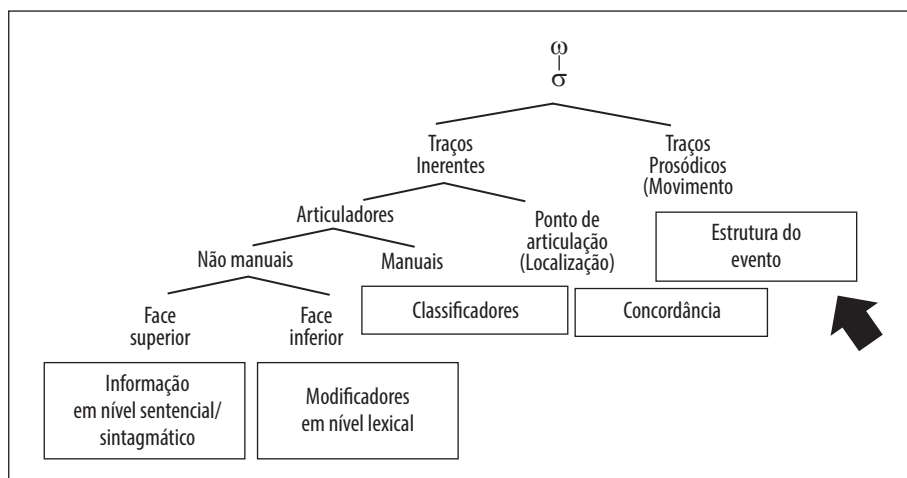 ω
σ
Traços
Inerentes
Traços
Prosódicos
(Movimento
Articuladores
Ponto de
articulação
(Localização)
Estrutura do
evento
Não manuais
Manuais
Classificadores
Concordância
Face
superior
Face
inferior
Informação
em nível sentencial/
sintagmático
Modificadores
em nível lexical